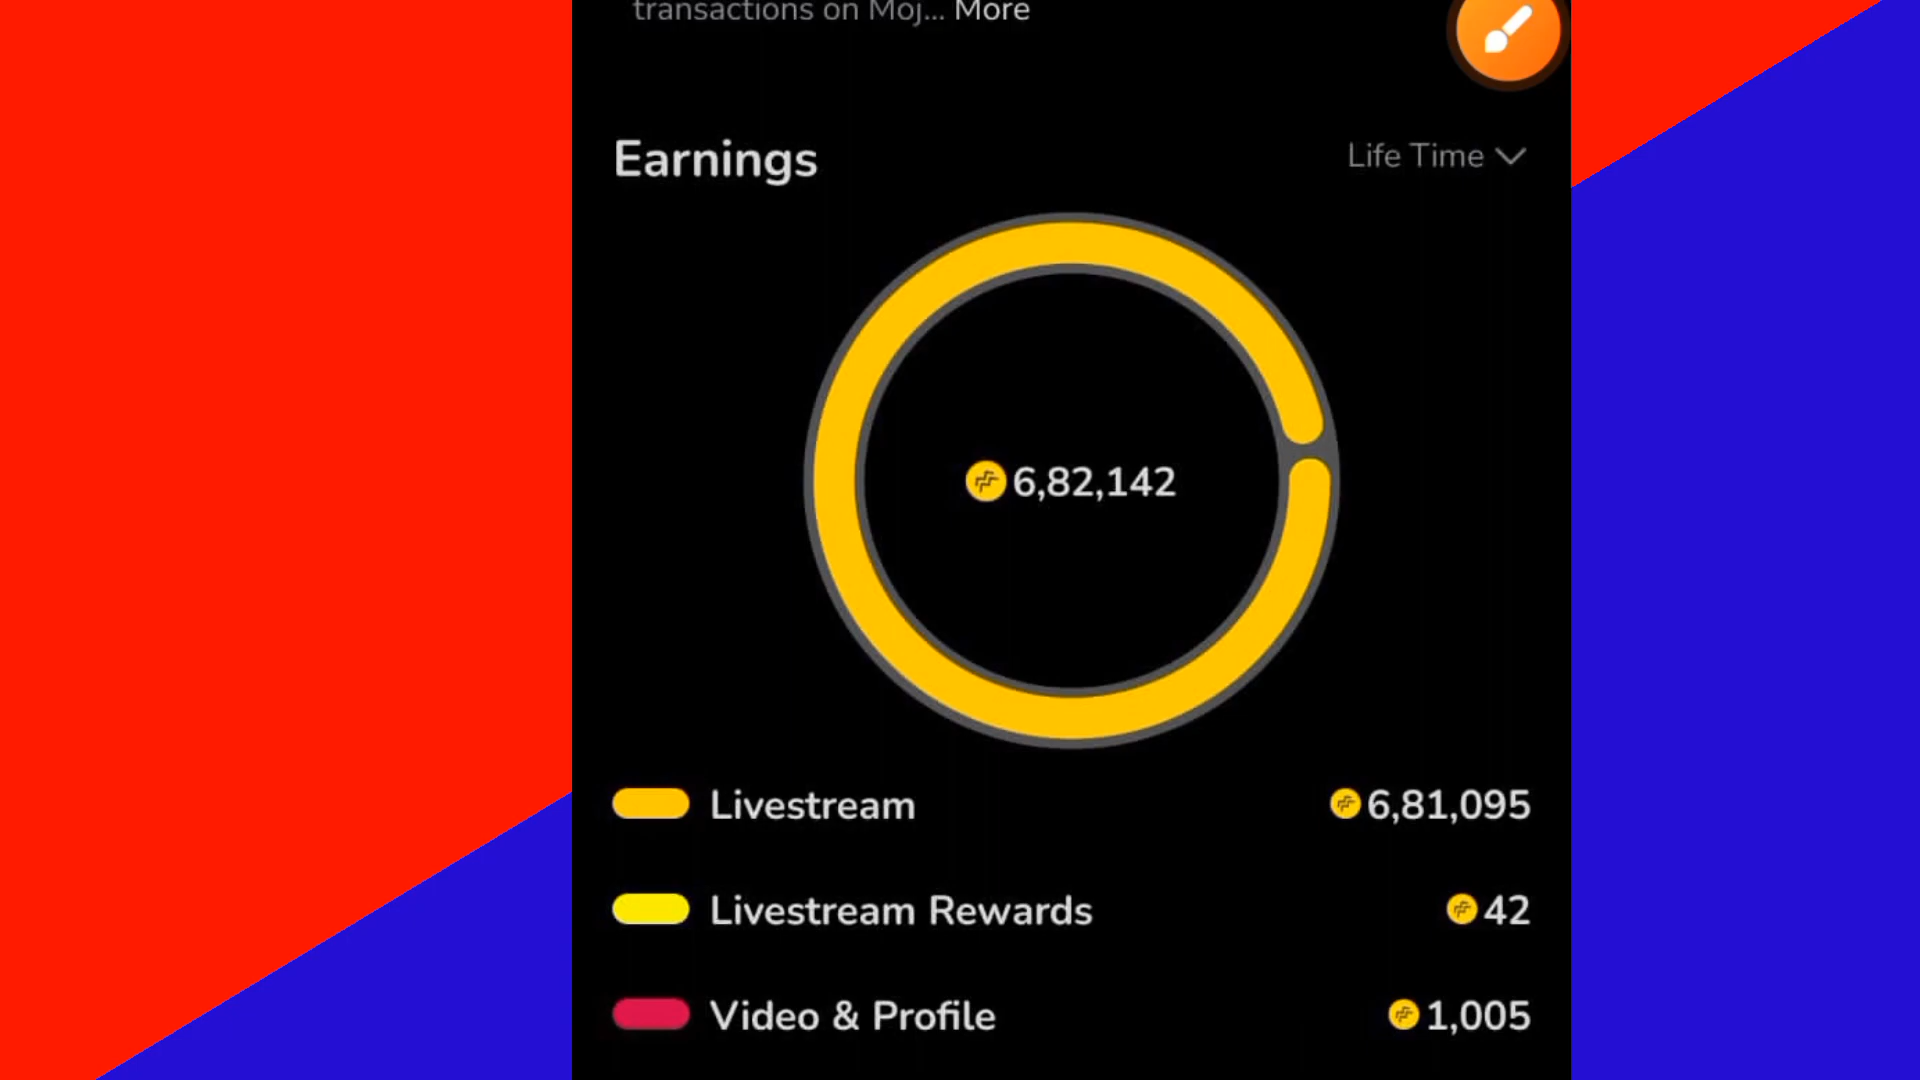 transactions on Moj... More
Earnings
Life Time
6,82,142
Livestream 6,81,095
Livestream Rewards 42
Video & Profile 1,005